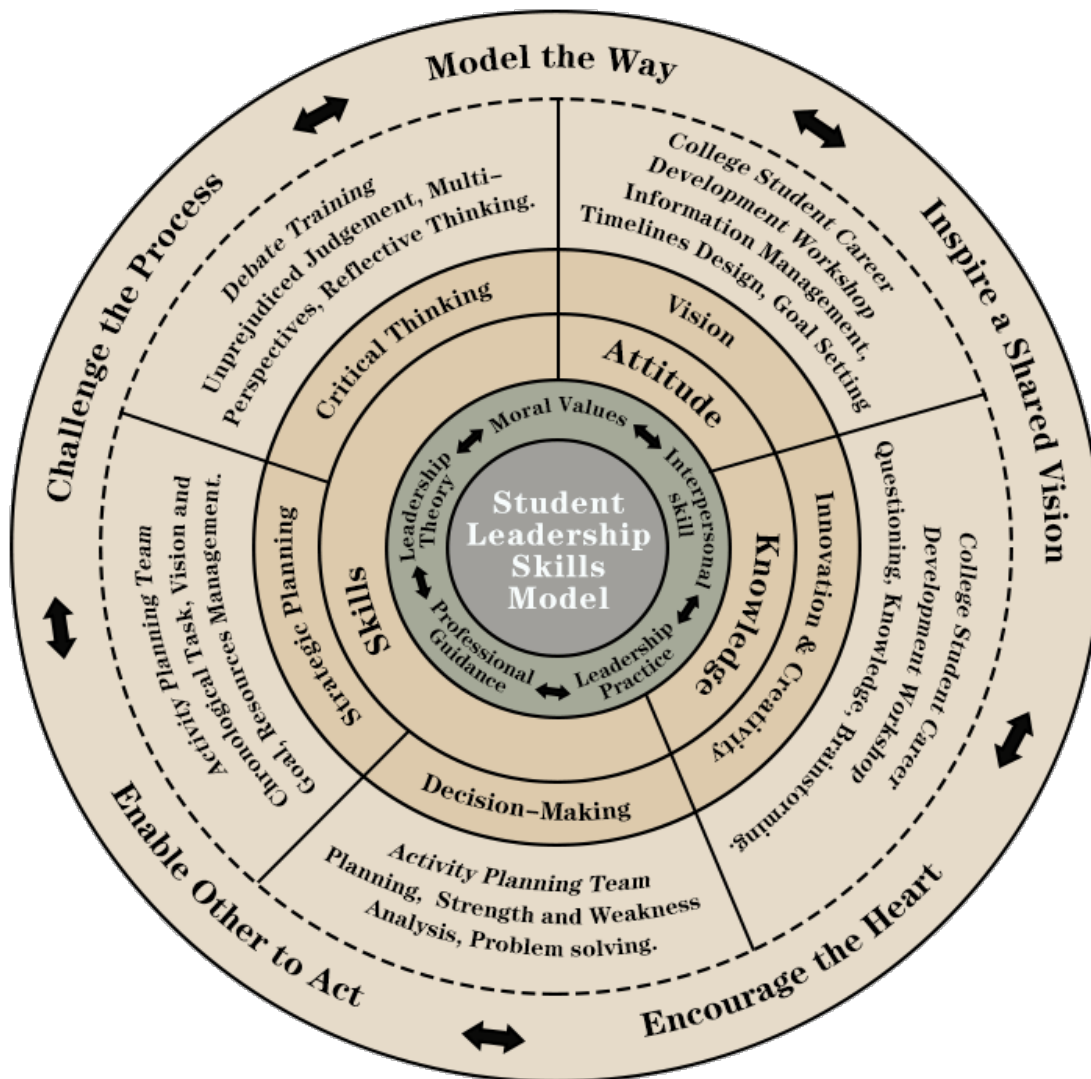 Model the Way
Inspire a Shared Vision
Encourage the Heart
Enable Other to Act
Challenge the Process
College Student Career
Development Workshop
Information Management,
Timelines Design, Goal Setting
College Student Career
Development Workshop
Questioning, Knowledge, Brainstorming.
Activity Planning Team
Planning, Strength and Weakness
Analysis, Problem solving.
Activity Planning Team
Chronological Task, Vision and
Goal, Resources Management.
Debate Training
Unprejudiced Judgement, Multi-
Perspectives, Reflective Thinking.
Vision
Innovation & Creativity
Decision-Making
Strategic Planning
Critical Thinking
Attitude
Knowledge
Skills
Moral Values
Interpersonal
skill
Leadership
Practice
Professional
Guidance
Leadership
Theory
Student
Leadership
Skills
Model